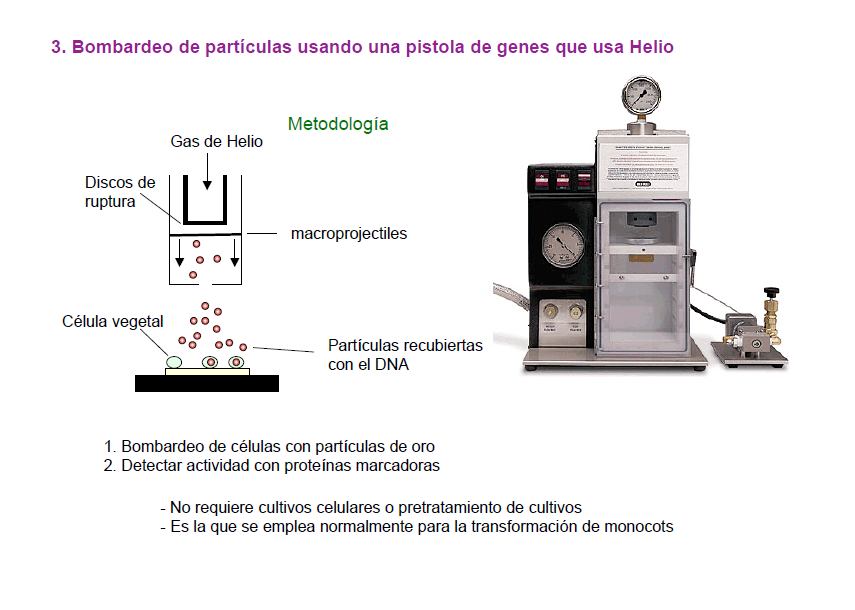 3. Bombardeo de partículas usando una pistola de genes que usa Helio
Metodología
Gas de Helio
Discos de
ruptura
macroprojectiles
Célula vegetal
Partículas recubiertas
con el DNA
1. Bombardeo de células con partículas de oro
2. Detectar actividad con proteínas marcadoras
- No requiere cultivos celulares o pretratamiento de cultivos
- Es la que se emplea normalmente para la transformación de monocots